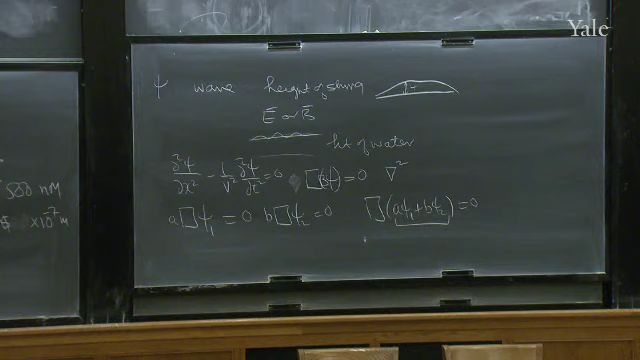 Yale
ψ wave height of string ψ
E or B
ht of water
∂²ψ/∂x² - 1/v² ∂²ψ/∂t² = 0 □(ψ) = 0 ∇²
a□ψ₁ = 0 b□ψ₂ = 0 □(aψ₁ + bψ₂) = 0
500 nM
×10⁻⁷ m